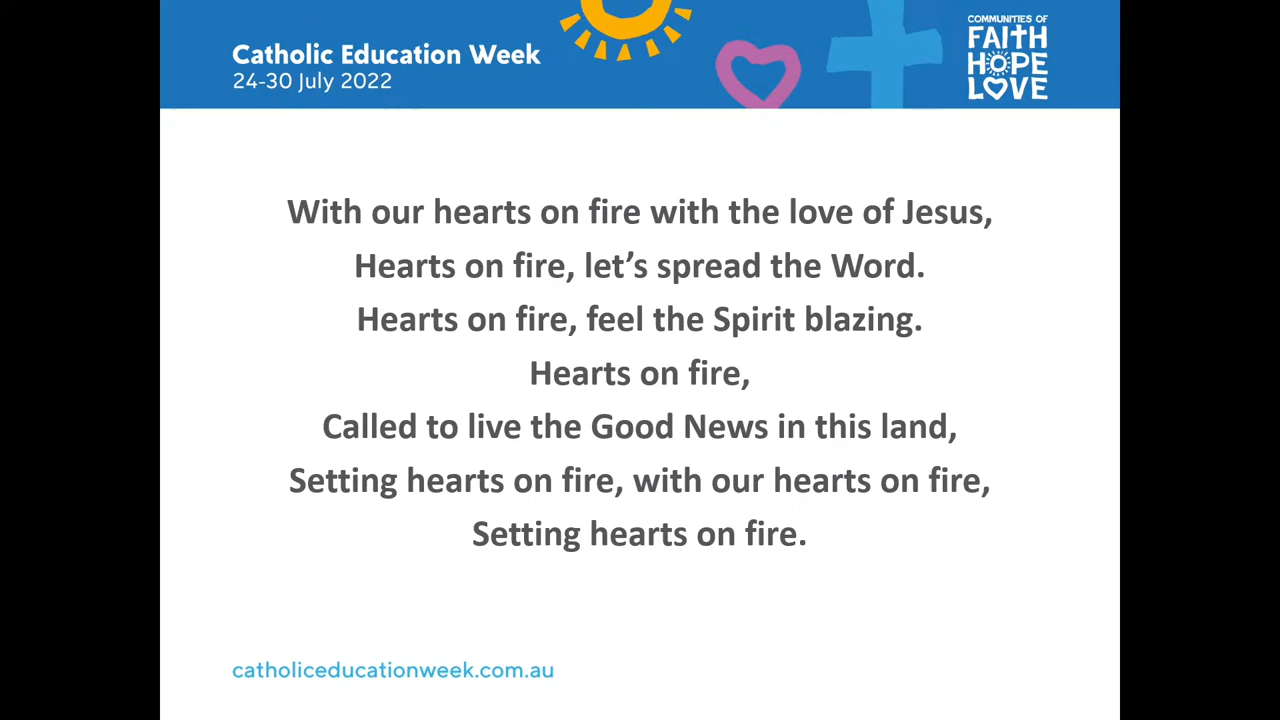 Catholic Education Week
24-30 July 2022
COMMUNITIES OF
FAITH
HOPE
LOVE
With our hearts on fire with the love of Jesus,
Hearts on fire, let’s spread the Word.
Hearts on fire, feel the Spirit blazing.
Hearts on fire,
Called to live the Good News in this land,
Setting hearts on fire, with our hearts on fire,
Setting hearts on fire.
catholiceducationweek.com.au